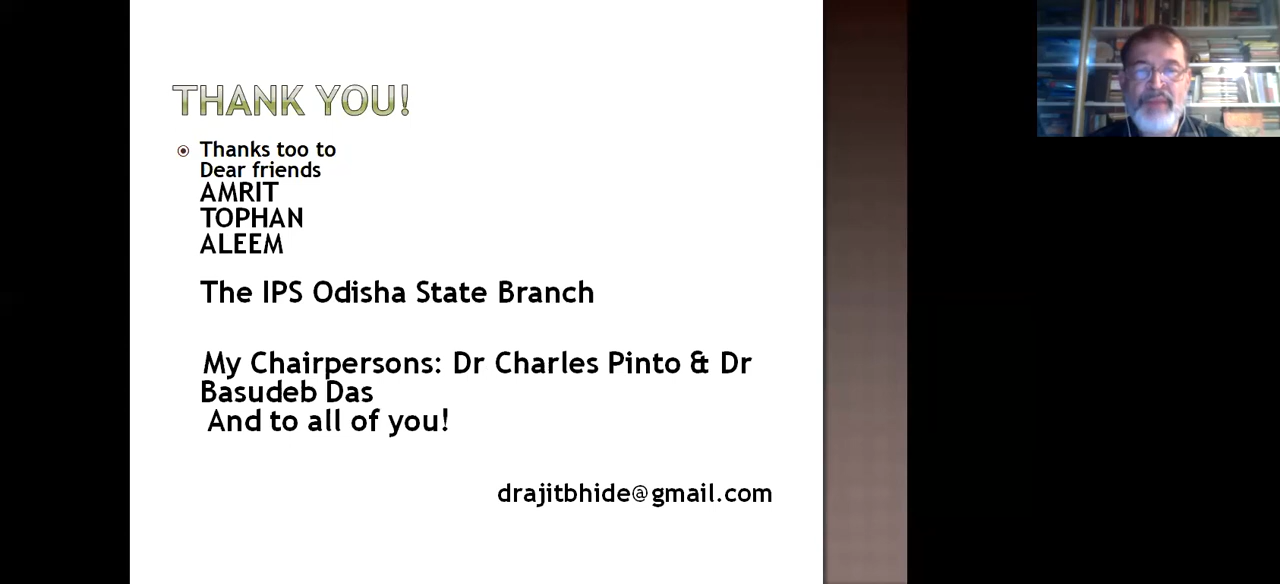 THANK YOU!
Thanks too to
Dear friends
AMRIT
TOPHAN
ALEEM
The IPS Odisha State Branch
My Chairpersons: Dr Charles Pinto & Dr
Basudeb Das
And to all of you!
drajitbhide@gmail.com